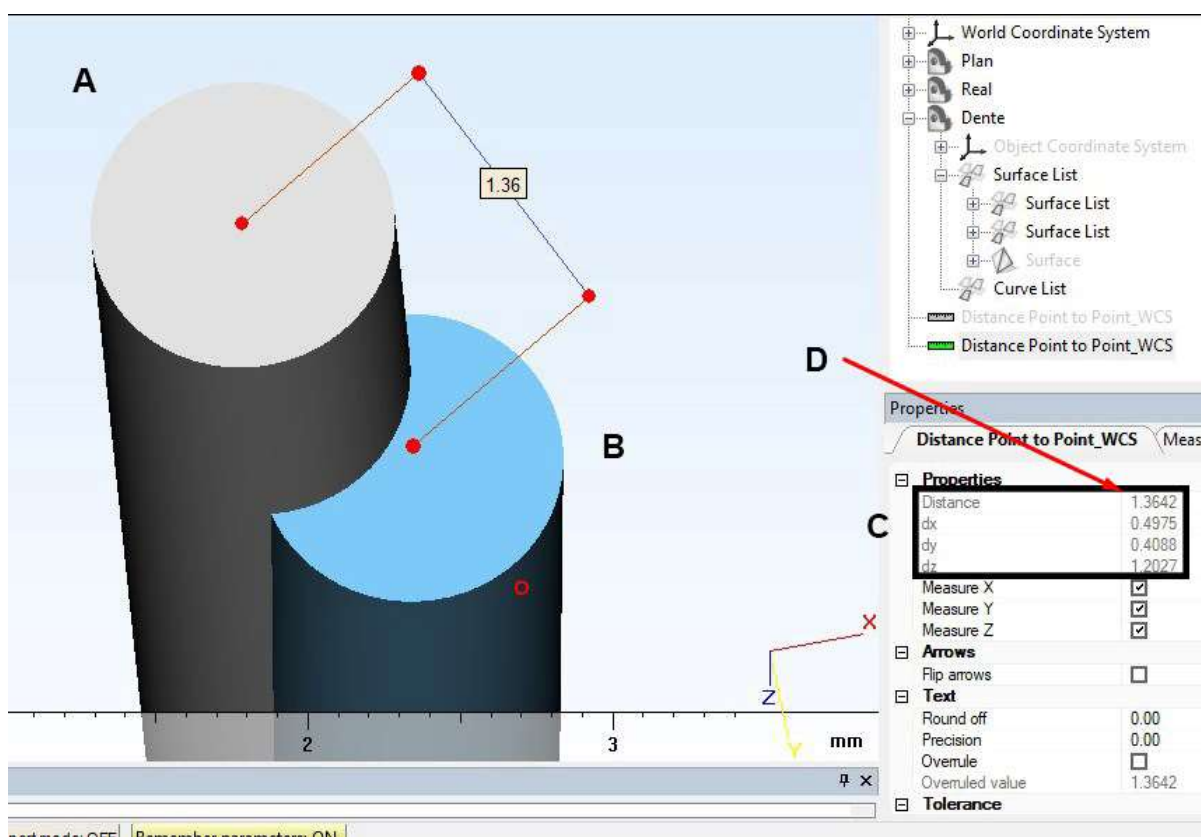 A
1.36
B
2
3
mm
X
Z
Y
World Coordinate System
Plan
Real
Dente
Object Coordinate System
Surface List
Surface List
Surface List
Surface
Curve List
Distance Point to Point_WCS
Distance Point to Point_WCS
D
Properties
Distance Point to Point_WCS Meas
Properties
C
Distance 1.3642
dx 0.4975
dy 0.4088
dz 1.2027
Measure X
Measure Y
Measure Z
Arrows
Flip arrows
Text
Round off 0.00
Precision 0.00
Overrule
Overruled value 1.3642
Tolerance
Remember parameters: ON